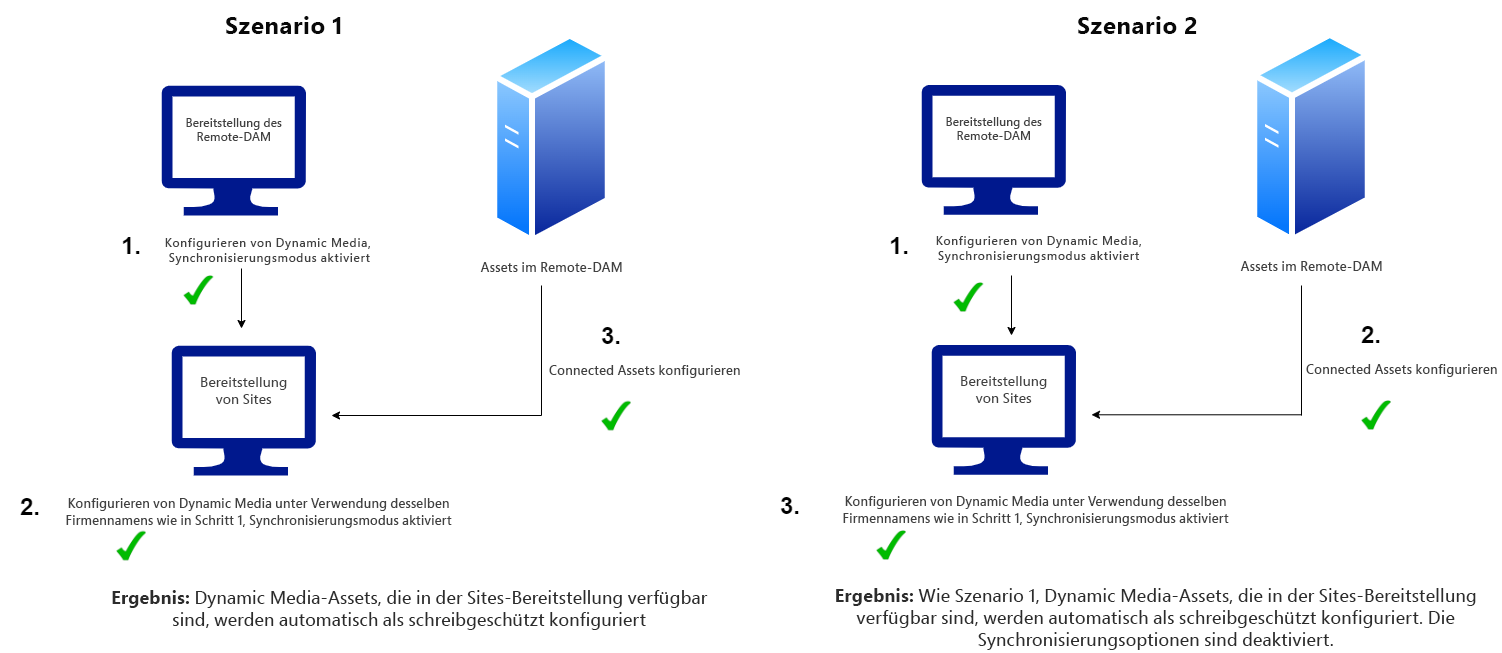 Szenario 1
Bereitstellung des
Remote-DAM
1.
Konfigurieren von Dynamic Media,
Synchronisierungsmodus aktiviert
Assets im Remote-DAM
3.
Connected Assets konfigurieren
Bereitstellung
von Sites
2.
Konfigurieren von Dynamic Media unter Verwendung desselben
Firmennamens wie in Schritt 1, Synchronisierungsmodus aktiviert
Ergebnis: Dynamic Media-Assets, die in der Sites-Bereitstellung verfügbar
sind, werden automatisch als schreibgeschützt konfiguriert
Szenario 2
Bereitstellung des
Remote-DAM
1.
Konfigurieren von Dynamic Media,
Synchronisierungsmodus aktiviert
Assets im Remote-DAM
2.
Connected Assets konfigurieren
Bereitstellung
von Sites
3.
Konfigurieren von Dynamic Media unter Verwendung desselben
Firmennamens wie in Schritt 1, Synchronisierungsmodus aktiviert
Ergebnis: Wie Szenario 1, Dynamic Media-Assets, die in der Sites-Bereitstellung
verfügbar sind, werden automatisch als schreibgeschützt konfiguriert. Die
Synchronisierungsoptionen sind deaktiviert.